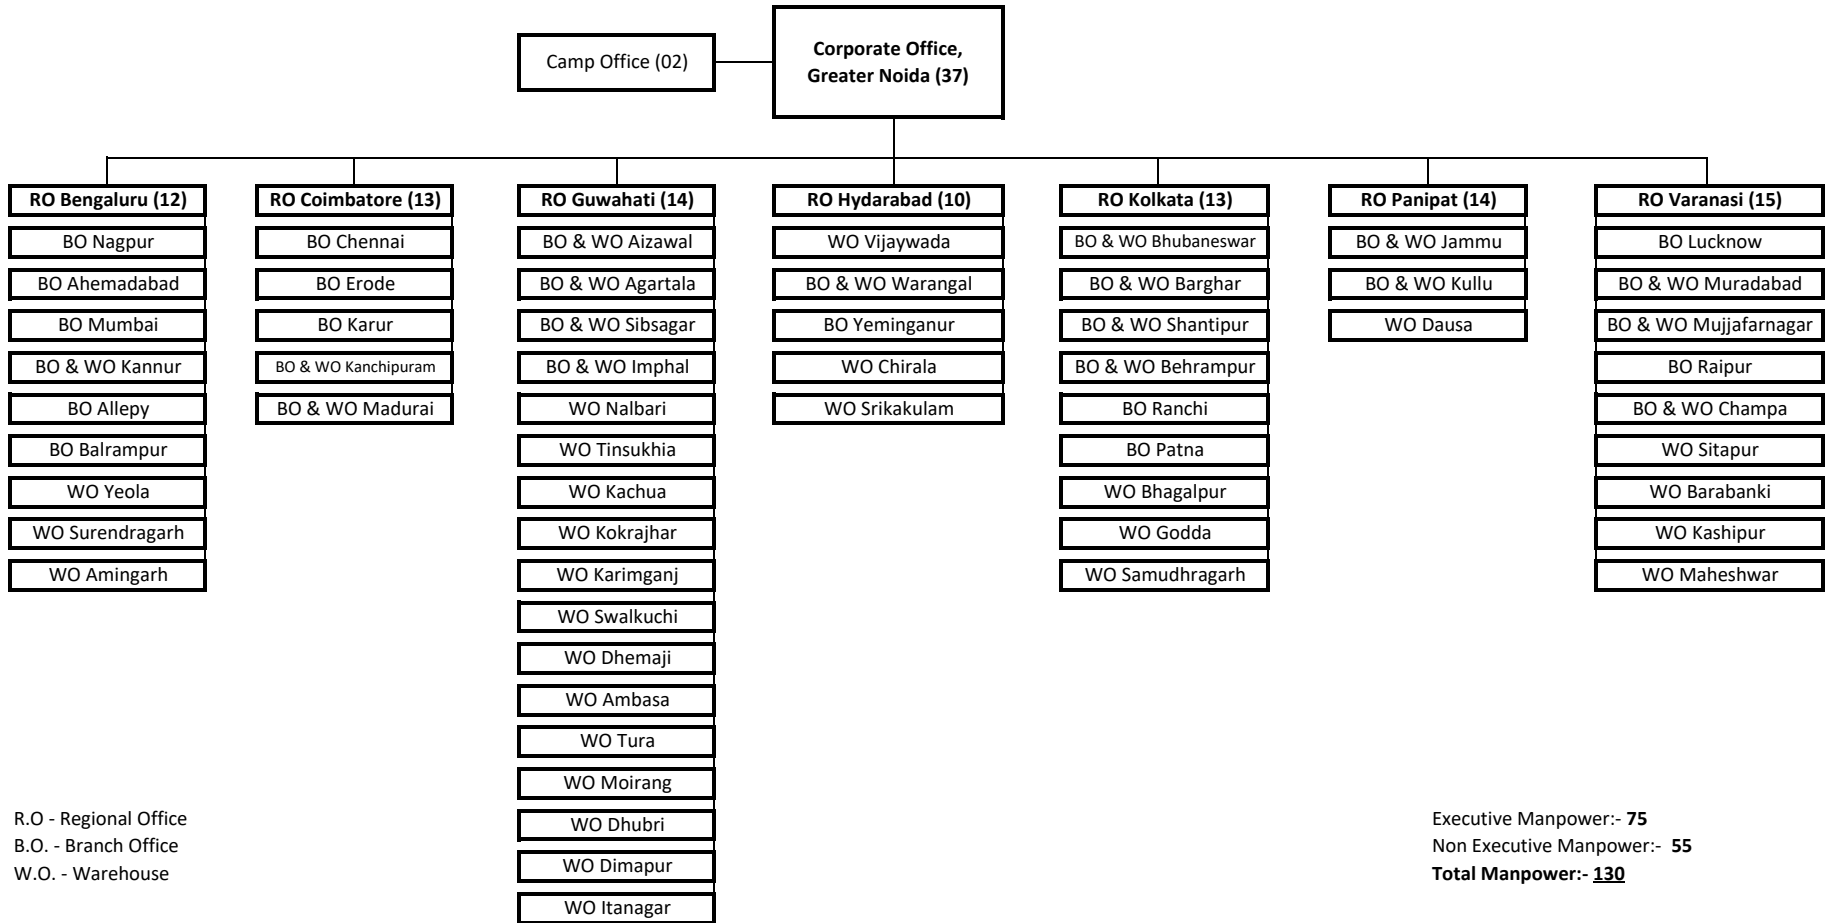 Camp Office (02)
Corporate Office,
Greater Noida (37)
RO Bengaluru (12)
BO Nagpur
BO Ahemadabad
BO Mumbai
BO & WO Kannur
BO Allepy
BO Balrampur
WO Yeola
WO Surendragarh
WO Amingarh
RO Coimbatore (13)
BO Chennai
BO Erode
BO Karur
BO & WO Kanchipuram
BO & WO Madurai
RO Guwahati (14)
BO & WO Aizawal
BO & WO Agartala
BO & WO Sibsagar
BO & WO Imphal
WO Nalbari
WO Tinsukhia
WO Kachua
WO Kokrajhar
WO Karimganj
WO Swalkuchi
WO Dhemaji
WO Ambasa
WO Tura
WO Moirang
WO Dhubri
WO Dimapur
WO Itanagar
RO Hydarabad (10)
WO Vijaywada
BO & WO Warangal
BO Yeminganur
WO Chirala
WO Srikakulam
RO Kolkata (13)
BO & WO Bhubaneswar
BO & WO Barghar
BO & WO Shantipur
BO & WO Behrampur
BO Ranchi
BO Patna
WO Bhagalpur
WO Godda
WO Samudhragarh
RO Panipat (14)
BO & WO Jammu
BO & WO Kullu
WO Dausa
RO Varanasi (15)
BO Lucknow
BO & WO Muradabad
BO & WO Mujjafarnagar
BO Raipur
BO & WO Champa
WO Sitapur
WO Barabanki
WO Kashipur
WO Maheshwar
R.O - Regional Office
B.O. - Branch Office
W.O. - Warehouse
Executive Manpower:- 75
Non Executive Manpower:- 55
Total Manpower:- 130